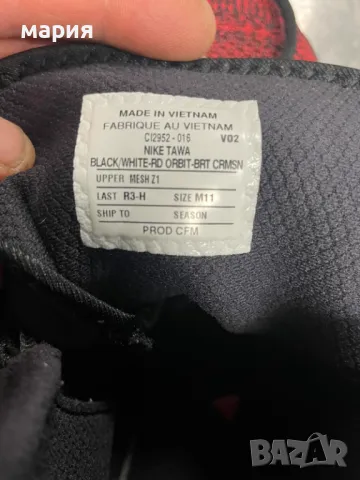 мария
MADE IN VIETNAM
FABRIQUE AU VIETNAM
CI2952-016 V02
NIKE TAWA
BLACK/WHITE-RD ORBIT-BRT CRMSN
UPPER MESH Z1
LAST R3-H SIZE M11
SHIP TO SEASON
PROD CFM
BAZAR